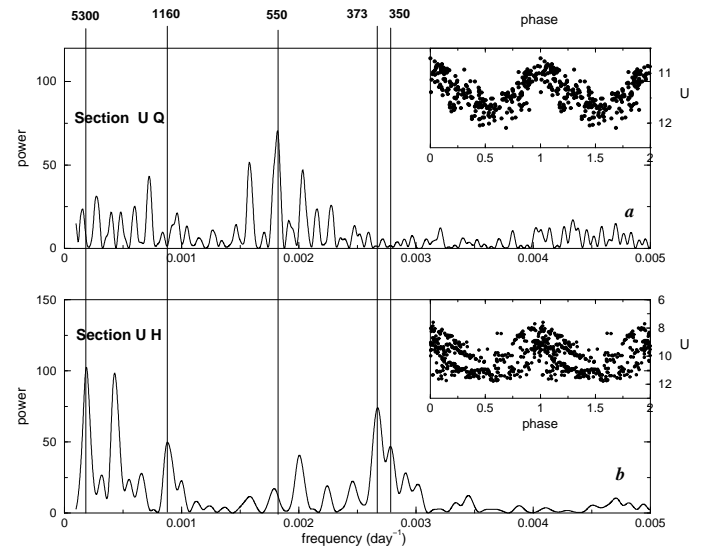 5300 1160 550 373 350 phase
Section U Q
power
100
50
0
0 0.001 0.002 0.003 0.004 0.005
a
11
12
U
0 0.5 1 1.5 2
Section U H
power
150
100
50
0
0 0.001 0.002 0.003 0.004 0.005
b
6
8
10
12
U
0 0.5 1 1.5 2
phase
frequency (day⁻¹)